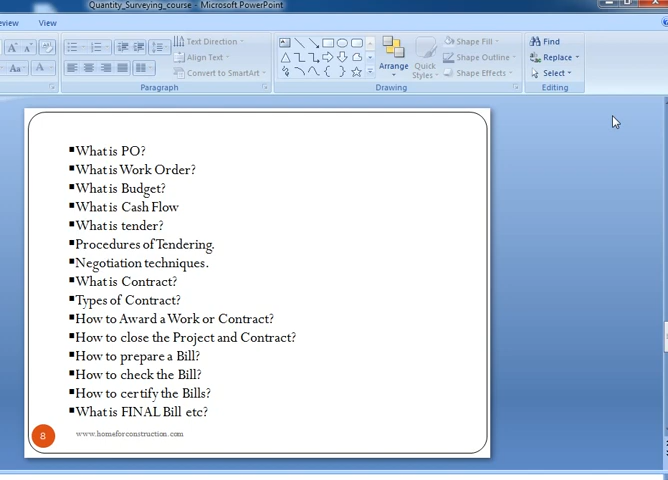 Quantity_Surveying_course - Microsoft PowerPoint
eview View
Text Direction
Align Text
Convert to SmartArt
Paragraph
Arrange
Quick Styles
Shape Fill
Shape Outline
Shape Effects
Drawing
Find
Replace
Select
Editing
What is PO?
What is Work Order?
What is Budget?
What is Cash Flow
What is tender?
Procedures of Tendering.
Negotiation techniques.
What is Contract?
Types of Contract?
How to Award a Work or Contract?
How to close the Project and Contract?
How to prepare a Bill?
How to check the Bill?
How to certify the Bills?
What is FINAL Bill etc?
8 www.homeforconstruction.com